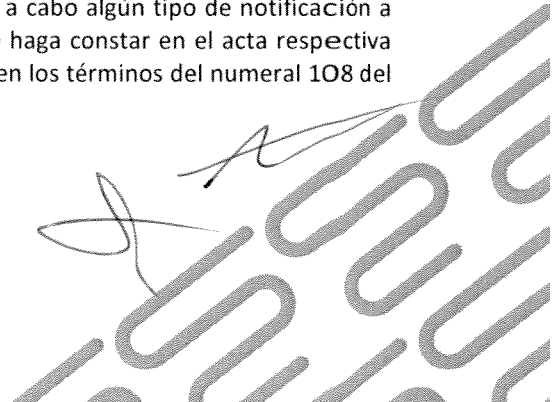 a cabo algún tipo de notificación a
haga constar en el acta respectiva
en los términos del numeral 108 del